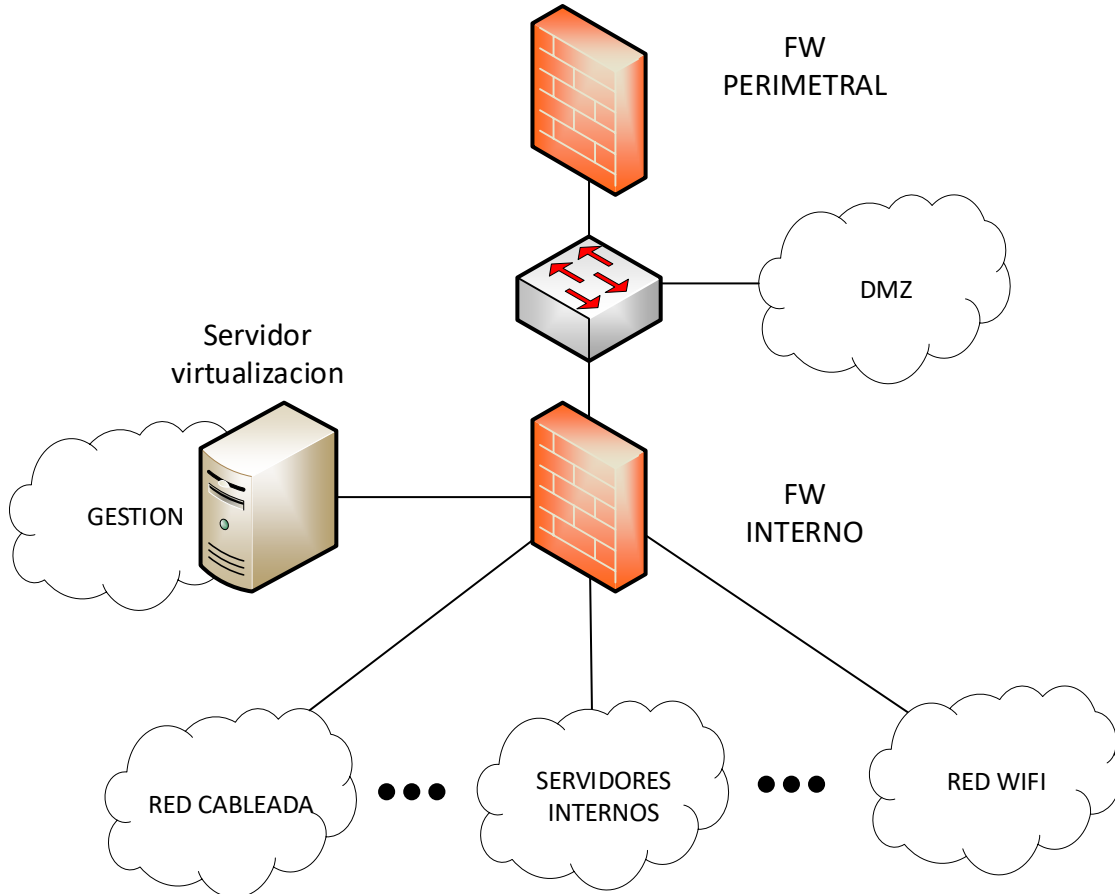 FW
PERIMETRAL
DMZ
Servidor
virtualizacion
GESTION
FW
INTERNO
RED CABLEADA
SERVIDORES
INTERNOS
RED WIFI